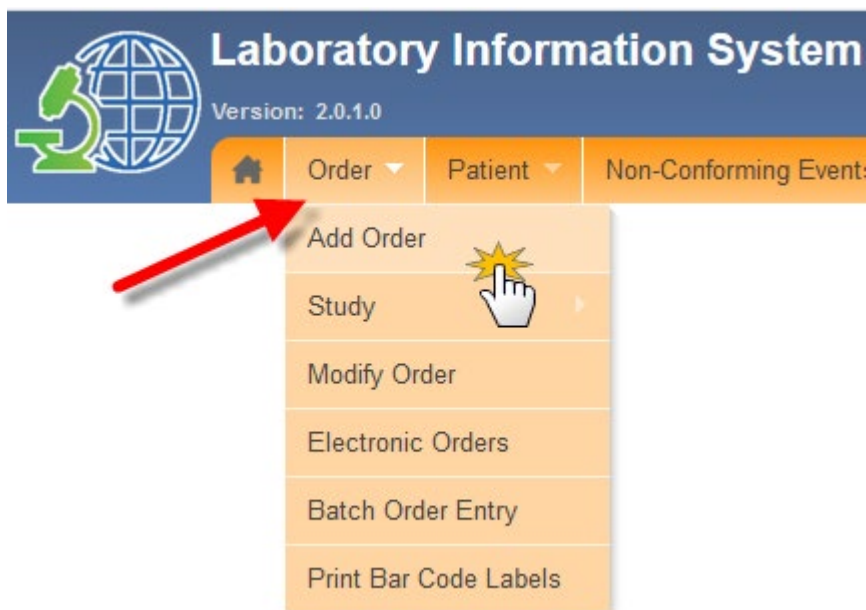 Laboratory Information System
Version: 2.0.1.0
Order Patient Non-Conforming Events
Add Order
Study
Modify Order
Electronic Orders
Batch Order Entry
Print Bar Code Labels